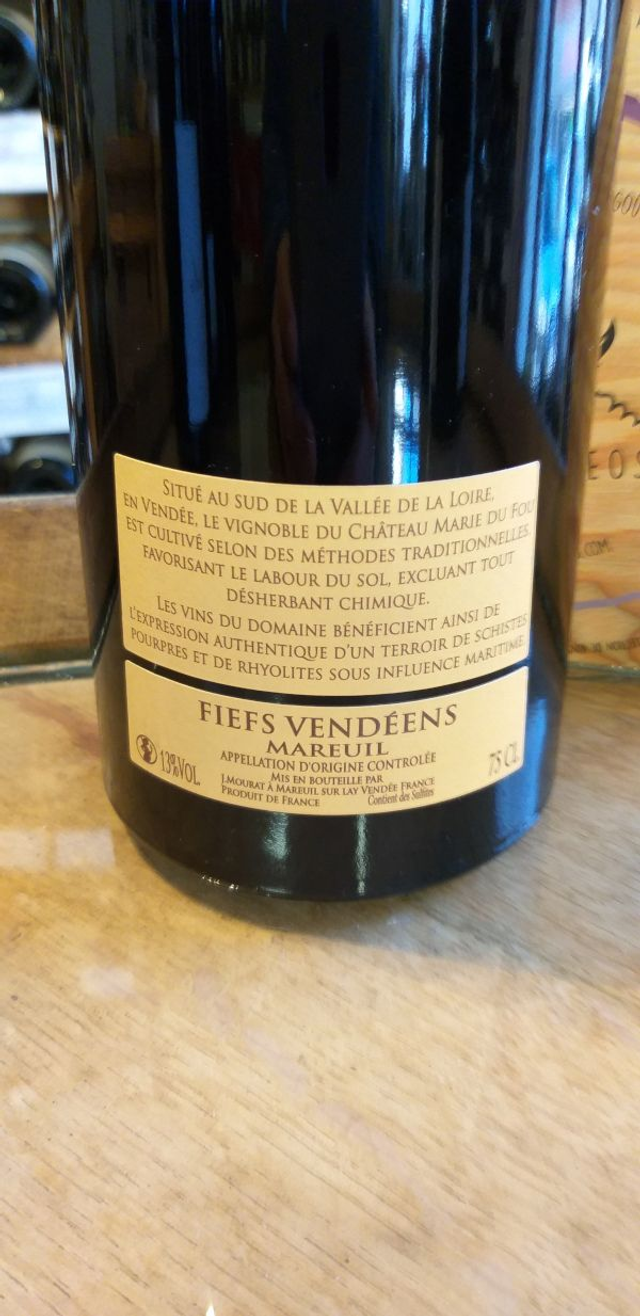 SITUÉ AU SUD DE LA VALLÉE DE LA LOIRE,
EN VENDÉE, LE VIGNOBLE DU CHÂTEAU MARIE DU FOU
EST CULTIVÉ SELON DES MÉTHODES TRADITIONNELLES,
FAVORISANT LE LABOUR DU SOL, EXCLUANT TOUT
DÉSHERBANT CHIMIQUE.
LES VINS DU DOMAINE BÉNÉFICIENT AINSI DE
L'EXPRESSION AUTHENTIQUE D'UN TERROIR DE SCHISTES
POURPRES ET DE RHYOLITES SOUS INFLUENCE MARITIME.
FIEFS VENDÉENS
MAREUIL
APPELLATION D'ORIGINE CONTROLÉE
13%VOL.
75 CL
MIS EN BOUTEILLE PAR
J.MOURAT À MAREUIL SUR LAY VENDÉE FRANCE
PRODUIT DE FRANCE Contient des Sulfites